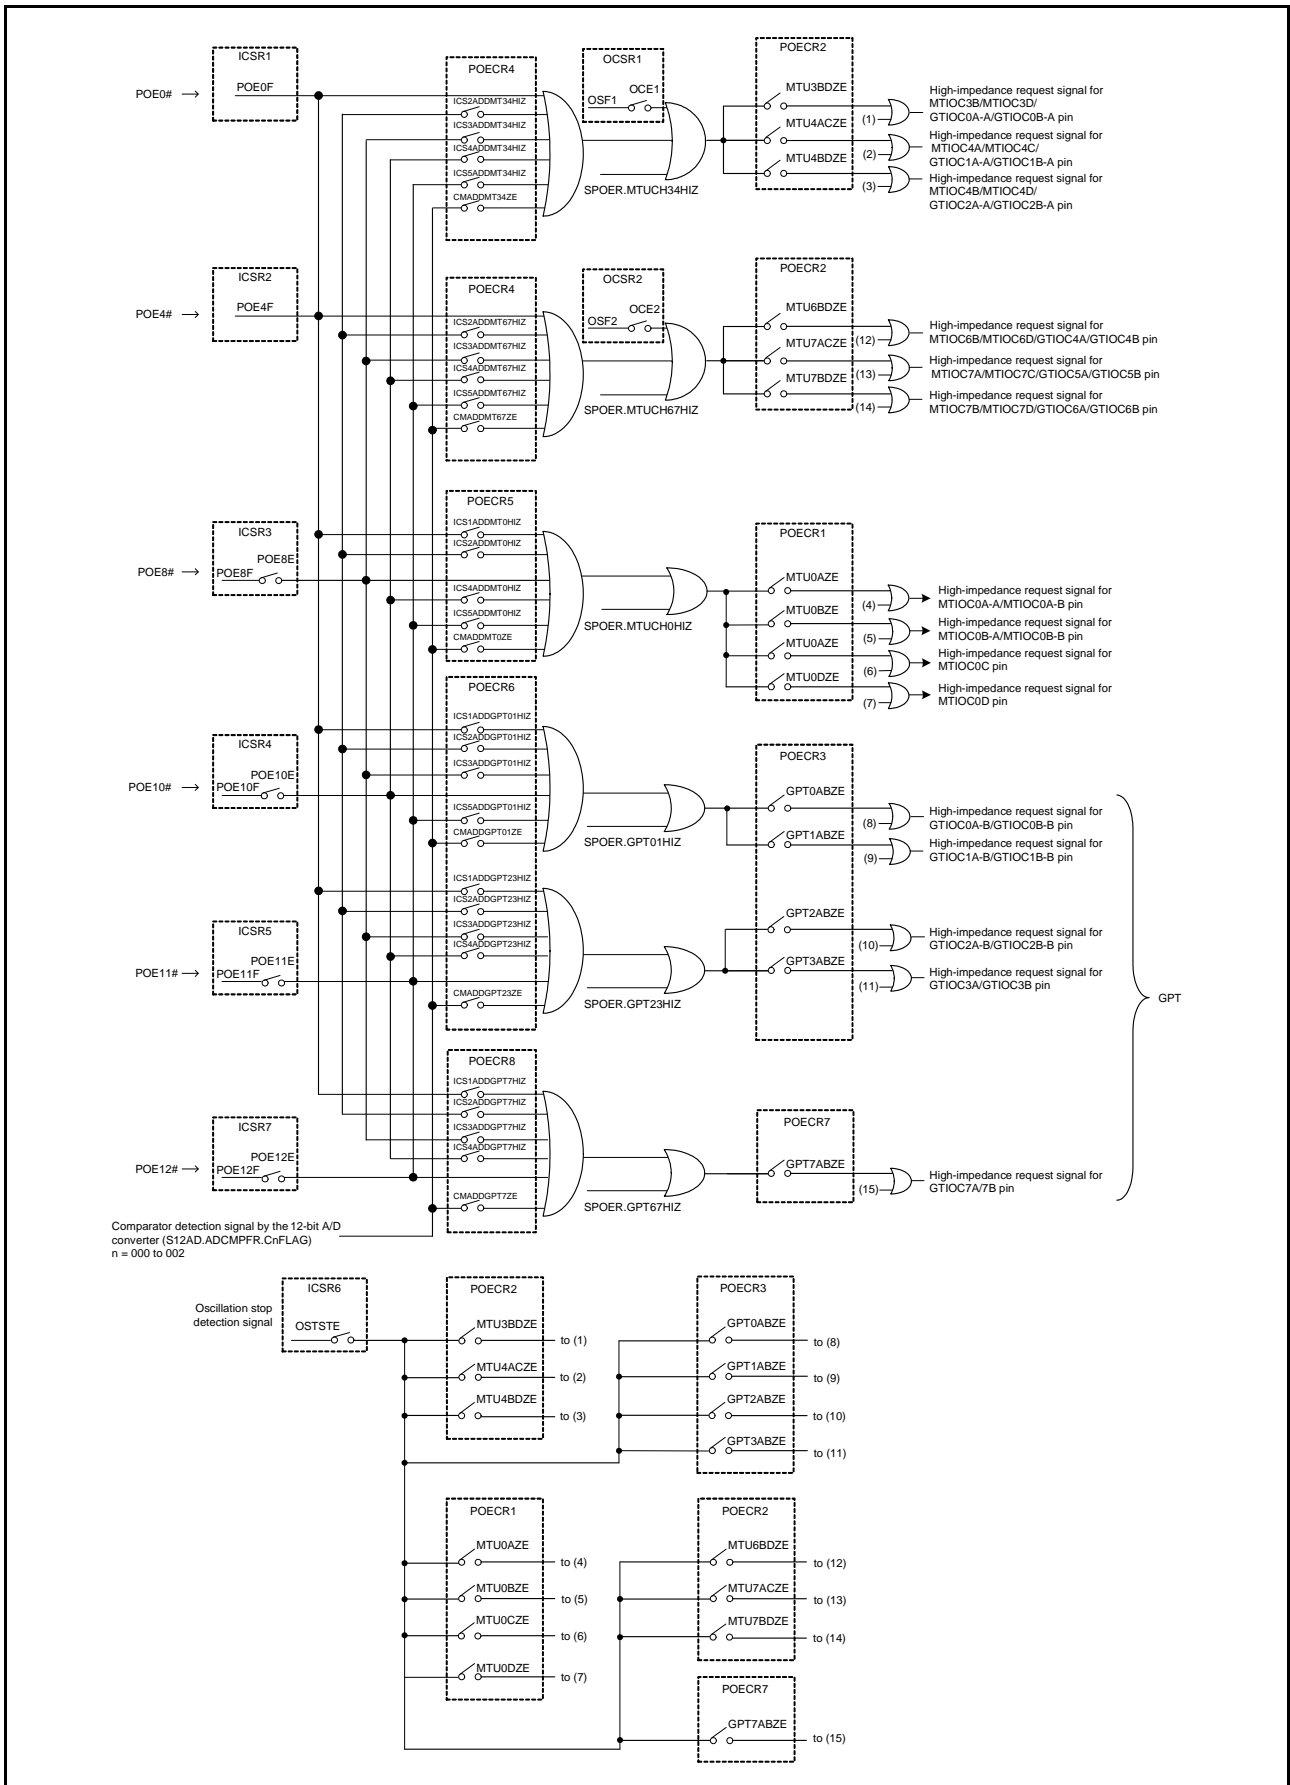 ICSR1
POE0#
POE0F
POECR4
ICS2ADDMT34HIZ
ICS3ADDMT34HIZ
ICS4ADDMT34HIZ
ICS5ADDMT34HIZ
CMADDMT34ZE
OCSR1
OCE1
OSF1
SPOER.MTUCH34HIZ
POECR2
MTU3BDZE
MTU4ACZE
MTU4BDZE
(1)
(2)
(3)
High-impedance request signal for
MTIOC3B/MTIOC3D/
GTIOC0A-A/GTIOC0B-A pin
High-impedance request signal for
MTIOC4A/MTIOC4C/
GTIOC1A-A/GTIOC1B-A pin
High-impedance request signal for
MTIOC4B/MTIOC4D/
GTIOC2A-A/GTIOC2B-A pin
ICSR2
POE4#
POE4F
POECR4
ICS2ADDMT67HIZ
ICS3ADDMT67HIZ
ICS4ADDMT67HIZ
ICS5ADDMT67HIZ
CMADDMT67ZE
OCSR2
OCE2
OSF2
SPOER.MTUCH67HIZ
POECR2
MTU6BDZE
MTU7ACZE
MTU7BDZE
(12)
(13)
(14)
High-impedance request signal for
MTIOC6B/MTIOC6D/GTIOC4A/GTIOC4B pin
High-impedance request signal for
MTIOC7A/MTIOC7C/GTIOC5A/GTIOC5B pin
High-impedance request signal for
MTIOC7B/MTIOC7D/GTIOC6A/GTIOC6B pin
ICSR3
POE8#
POE8E
POE8F
POECR5
ICS1ADDMT0HIZ
ICS2ADDMT0HIZ
ICS4ADDMT0HIZ
ICS5ADDMT0HIZ
CMADDMT0ZE
SPOER.MTUCH0HIZ
POECR1
MTU0AZE
MTU0BZE
MTU0AZE
MTU0DZE
(4)
(5)
(6)
(7)
High-impedance request signal for
MTIOC0A-A/MTIOC0A-B pin
High-impedance request signal for
MTIOC0B-A/MTIOC0B-B pin
High-impedance request signal for
MTIOC0C pin
High-impedance request signal for
MTIOC0D pin
ICSR4
POE10#
POE10E
POE10F
POECR6
ICS1ADDGPT01HIZ
ICS2ADDGPT01HIZ
ICS3ADDGPT01HIZ
ICS5ADDGPT01HIZ
CMADDGPT01ZE
SPOER.GPT01HIZ
POECR3
GPT0ABZE
GPT1ABZE
(8)
(9)
High-impedance request signal for
GTIOC0A-B/GTIOC0B-B pin
High-impedance request signal for
GTIOC1A-B/GTIOC1B-B pin
ICSR5
POE11#
POE11E
POE11F
ICS1ADDGPT23HIZ
ICS2ADDGPT23HIZ
ICS3ADDGPT23HIZ
ICS4ADDGPT23HIZ
CMADDGPT23ZE
SPOER.GPT23HIZ
GPT2ABZE
GPT3ABZE
(10)
(11)
High-impedance request signal for
GTIOC2A-B/GTIOC2B-B pin
High-impedance request signal for
GTIOC3A/GTIOC3B pin
GPT
ICSR7
POE12#
POE12E
POE12F
POECR8
ICS1ADDGPT7HIZ
ICS2ADDGPT7HIZ
ICS3ADDGPT7HIZ
ICS4ADDGPT7HIZ
CMADDGPT7ZE
SPOER.GPT67HIZ
POECR7
GPT7ABZE
(15)
High-impedance request signal for
GTIOC7A/7B pin
Comparator detection signal by the 12-bit A/D
converter (S12AD.ADCMPFR.CnFLAG)
n = 000 to 002
Oscillation stop
detection signal
ICSR6
OSTSTE
POECR2
MTU3BDZE
to (1)
MTU4ACZE
to (2)
MTU4BDZE
to (3)
POECR3
GPT0ABZE
to (8)
GPT1ABZE
to (9)
GPT2ABZE
to (10)
GPT3ABZE
to (11)
POECR1
MTU0AZE
to (4)
MTU0BZE
to (5)
MTU0CZE
to (6)
MTU0DZE
to (7)
POECR2
MTU6BDZE
to (12)
MTU7ACZE
to (13)
MTU7BDZE
to (14)
POECR7
GPT7ABZE
to (15)